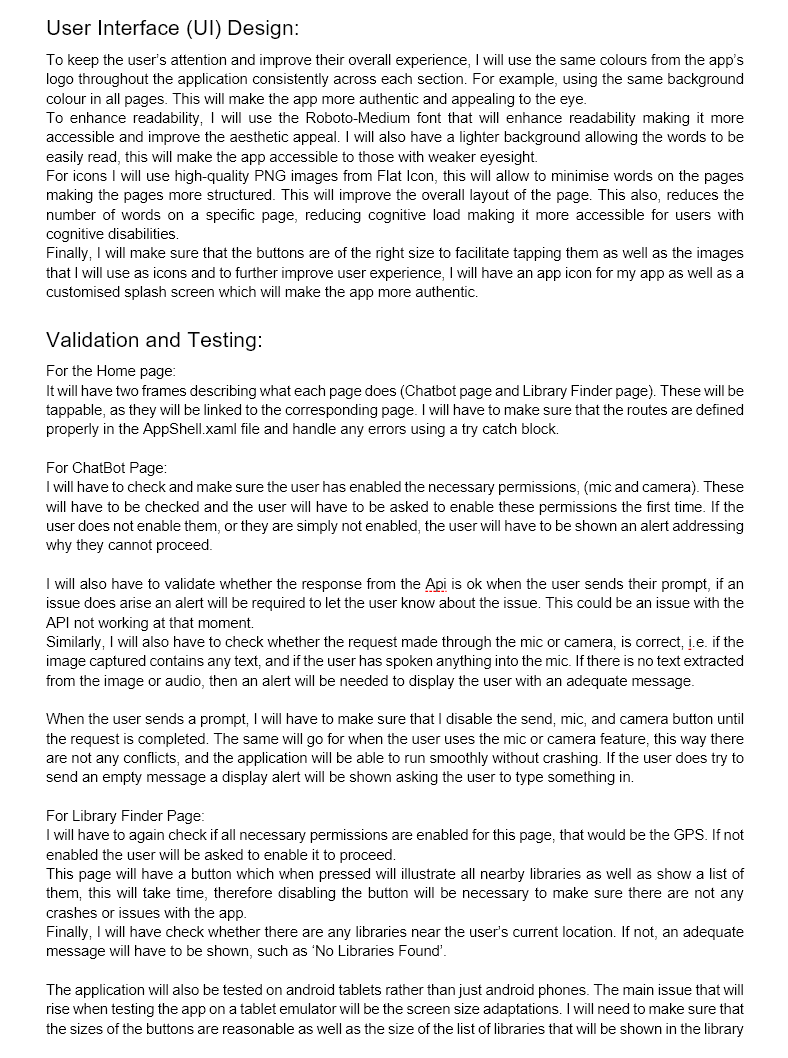 User Interface (UI) Design:
To keep the user's attention and improve their overall experience, I will use the same colours from the app's
logo throughout the application consistently across each section. For example, using the same background
colour in all pages. This will make the app more authentic and appealing to the eye.
To enhance readability, I will use the Roboto-Medium font that will enhance readability making it more
accessible and improve the aesthetic appeal. I will also have a lighter background allowing the words to be
easily read, this will make the app accessible to those with weaker eyesight.
For icons I will use high-quality PNG images from Flat Icon, this will allow to minimise words on the pages
making the pages more structured. This will improve the overall layout of the page. This also, reduces the
number of words on a specific page, reducing cognitive load making it more accessible for users with
cognitive disabilities.
Finally, I will make sure that the buttons are of the right size to facilitate tapping them as well as the images
that I will use as icons and to further improve user experience, I will have an app icon for my app as well as a
customised splash screen which will make the app more authentic.
Validation and Testing:
For the Home page:
It will have two frames describing what each page does (Chatbot page and Library Finder page). These will be
tappable, as they will be linked to the corresponding page. I will have to make sure that the routes are defined
properly in the AppShell.xaml file and handle any errors using a try catch block.
For ChatBot Page:
I will have to check and make sure the user has enabled the necessary permissions, (mic and camera). These
will have to be checked and the user will have to be asked to enable these permissions the first time. If the
user does not enable them, or they are simply not enabled, the user will have to be shown an alert addressing
why they cannot proceed.
I will also have to validate whether the response from the Api is ok when the user sends their prompt, if an
issue does arise an alert will be required to let the user know about the issue. This could be an issue with the
API not working at that moment.
Similarly, I will also have to check whether the request made through the mic or camera, is correct, i.e. if the
image captured contains any text, and if the user has spoken anything into the mic. If there is no text extracted
from the image or audio, then an alert will be needed to display the user with an adequate message.
When the user sends a prompt, I will have to make sure that I disable the send, mic, and camera button until
the request is completed. The same will go for when the user uses the mic or camera feature, this way there
are not any conflicts, and the application will be able to run smoothly without crashing. If the user does try to
send an empty message a display alert will be shown asking the user to type something in.
For Library Finder Page:
I will have to again check if all necessary permissions are enabled for this page, that would be the GPS. If not
enabled the user will be asked to enable it to proceed.
This page will have a button which when pressed will illustrate all nearby libraries as well as show a list of
them, this will take time, therefore disabling the button will be necessary to make sure there are not any
crashes or issues with the app.
Finally, I will have check whether there are any libraries near the user's current location. If not, an adequate
message will have to be shown, such as 'No Libraries Found'.
The application will also be tested on android tablets rather than just android phones. The main issue that will
rise when testing the app on a tablet emulator will be the screen size adaptations. I will need to make sure that
the sizes of the buttons are reasonable as well as the size of the list of libraries that will be shown in the library